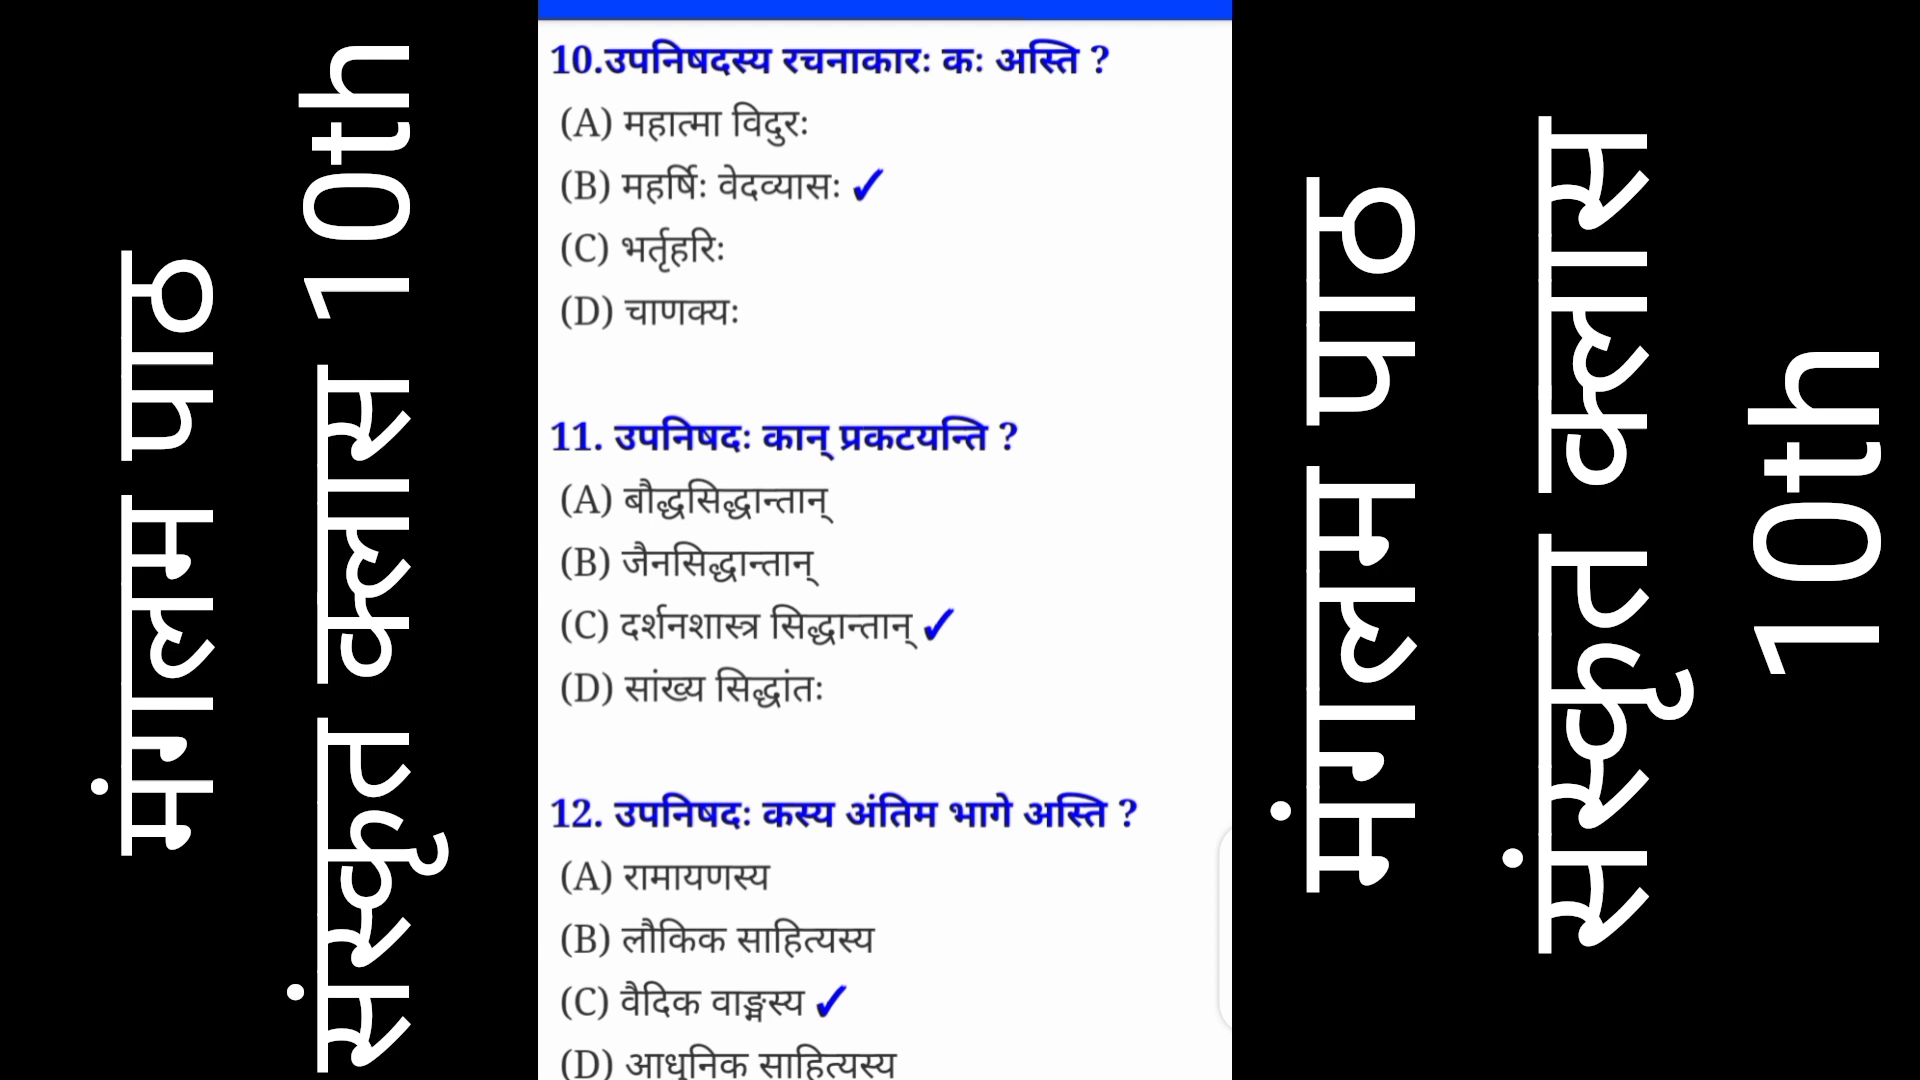 मंगलम पाठ
संस्कृत क्लास 10th
10.उपनिषदस्य रचनाकारः कः अस्ति ?
(A) महात्मा विदुरः
(B) महर्षिः वेदव्यासः ✓
(C) भर्तृहरिः
(D) चाणक्यः
11. उपनिषदः कान् प्रकटयन्ति ?
(A) बौद्धसिद्धान्तान्
(B) जैनसिद्धान्तान्
(C) दर्शनशास्त्र सिद्धान्तान् ✓
(D) सांख्य सिद्धांतः
12. उपनिषदः कस्य अंतिम भागे अस्ति ?
(A) रामायणस्य
(B) लौकिक साहित्यस्य
(C) वैदिक वाङ्मस्य ✓
(D) आधुनिक साहित्यस्य
मंगलम पाठ
संस्कृत क्लास
10th